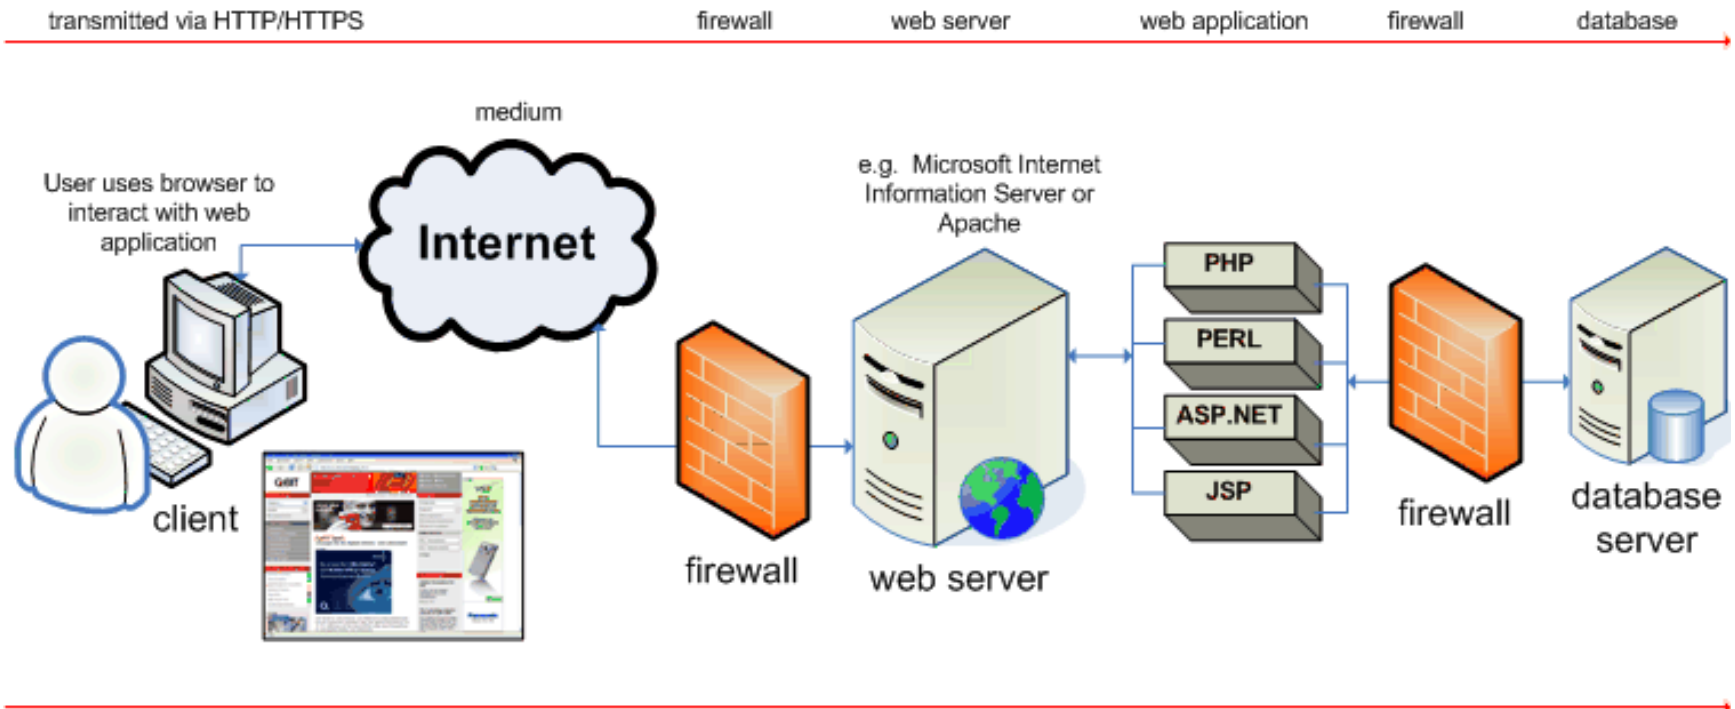 transmitted via HTTP/HTTPS
firewall
web server
web application
firewall
database
medium
User uses browser to
interact with web
application
Internet
e.g. Microsoft Internet
Information Server or
Apache
PHP
PERL
ASP.NET
JSP
client
firewall
web server
firewall
database
server